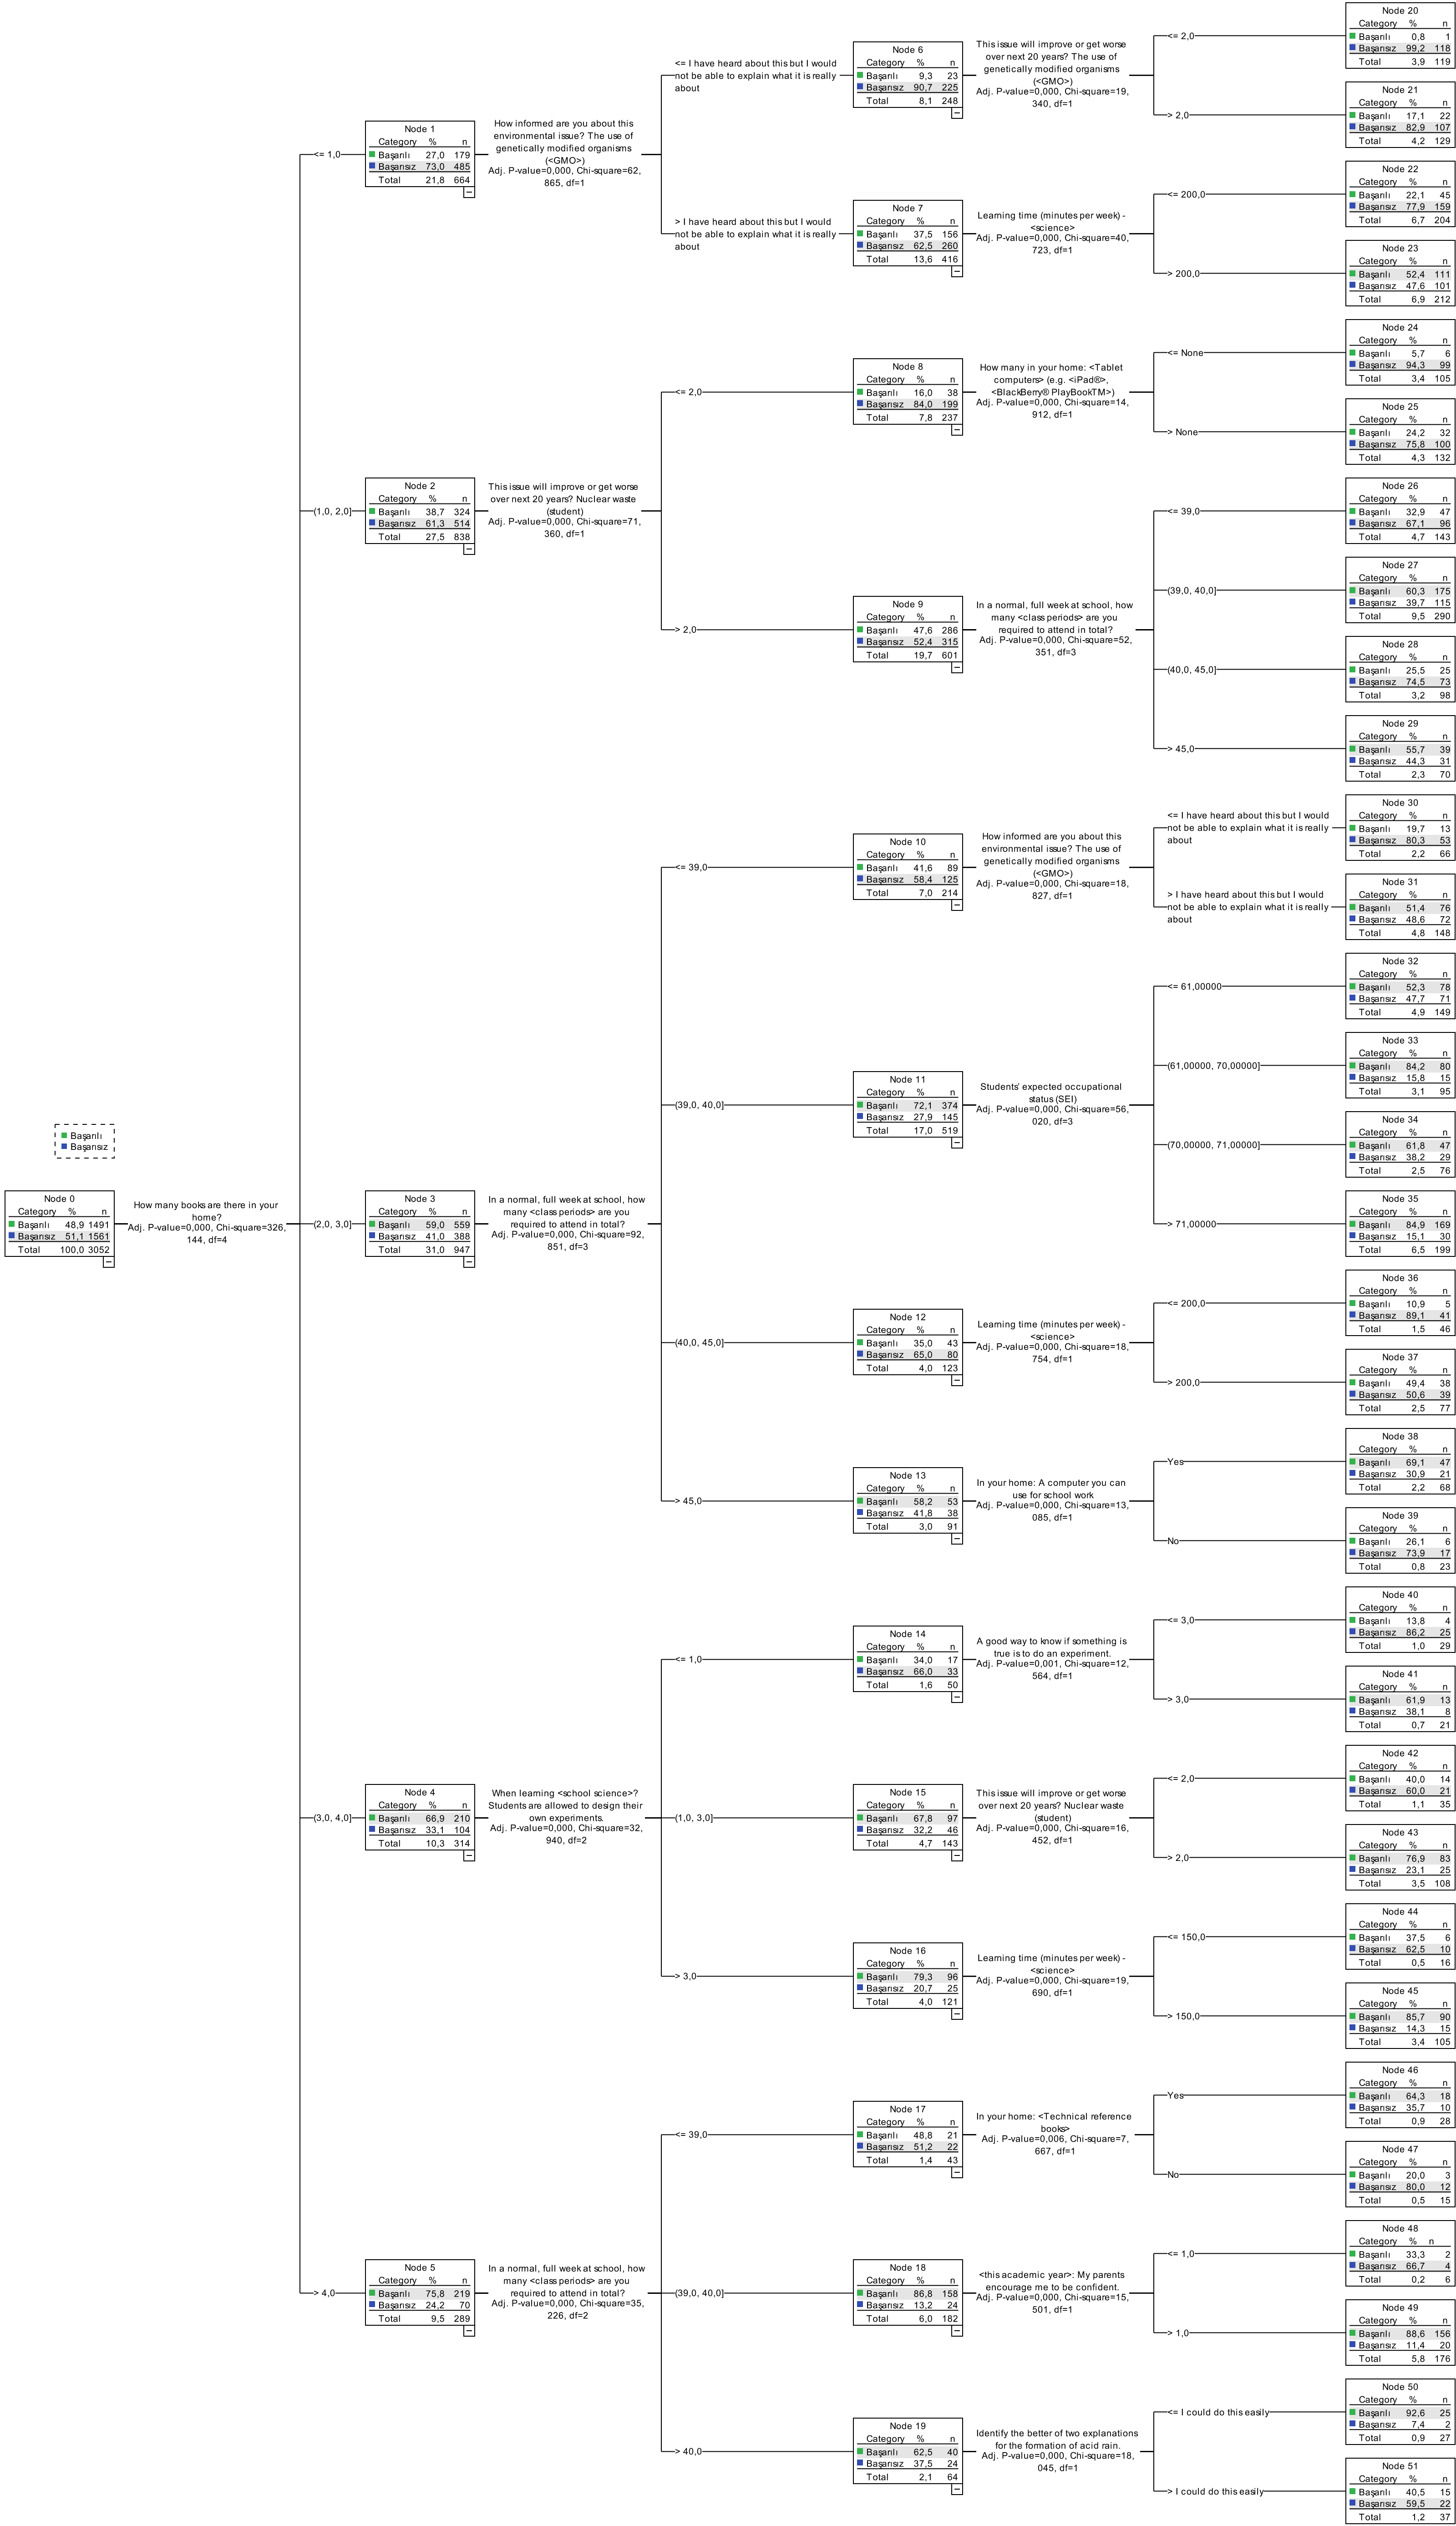 Başarılı
Başarısız
Node 0
Category % n
Başarılı 48,9 1491
Başarısız 51,1 1561
Total 100,0 3052
How many books are there in your
home?
Adj. P-value=0,000, Chi-square=326,
144, df=4
<= 1,0
Node 1
Category % n
Başarılı 27,0 179
Başarısız 73,0 485
Total 21,8 664
How informed are you about this
environmental issue? The use of
genetically modified organisms
(<GMO>)
Adj. P-value=0,000, Chi-square=62,
865, df=1
<= I have heard about this but I would
not be able to explain what it is really
about
Node 6
Category % n
Başarılı 9,3 23
Başarısız 90,7 225
Total 8,1 248
This issue will improve or get worse
over next 20 years? The use of
genetically modified organisms
(<GMO>)
Adj. P-value=0,000, Chi-square=19,
340, df=1
<= 2,0
Node 20
Category % n
Başarılı 0,8 1
Başarısız 99,2 118
Total 3,9 119
> 2,0
Node 21
Category % n
Başarılı 17,1 22
Başarısız 82,9 107
Total 4,2 129
> I have heard about this but I would
not be able to explain what it is really
about
Node 7
Category % n
Başarılı 37,5 156
Başarısız 62,5 260
Total 13,6 416
Learning time (minutes per week) -
<science>
Adj. P-value=0,000, Chi-square=40,
723, df=1
<= 200,0
Node 22
Category % n
Başarılı 22,1 45
Başarısız 77,9 159
Total 6,7 204
> 200,0
Node 23
Category % n
Başarılı 52,4 111
Başarısız 47,6 101
Total 6,9 212
(1,0, 2,0]
Node 2
Category % n
Başarılı 38,7 324
Başarısız 61,3 514
Total 27,5 838
This issue will improve or get worse
over next 20 years? Nuclear waste
(student)
Adj. P-value=0,000, Chi-square=71,
360, df=1
<= 2,0
Node 8
Category % n
Başarılı 16,0 38
Başarısız 84,0 199
Total 7,8 237
How many in your home: <Tablet
computers> (e.g. <iPad®>,
<BlackBerry® PlayBookTM>)
Adj. P-value=0,000, Chi-square=14,
912, df=1
<= None
Node 24
Category % n
Başarılı 5,7 6
Başarısız 94,3 99
Total 3,4 105
> None
Node 25
Category % n
Başarılı 24,2 32
Başarısız 75,8 100
Total 4,3 132
> 2,0
Node 9
Category % n
Başarılı 47,6 286
Başarısız 52,4 315
Total 19,7 601
In a normal, full week at school, how
many <class periods> are you
required to attend in total?
Adj. P-value=0,000, Chi-square=52,
351, df=3
<= 39,0
Node 26
Category % n
Başarılı 32,9 47
Başarısız 67,1 96
Total 4,7 143
(39,0, 40,0]
Node 27
Category % n
Başarılı 60,3 175
Başarısız 39,7 115
Total 9,5 290
(40,0, 45,0]
Node 28
Category % n
Başarılı 25,5 25
Başarısız 74,5 73
Total 3,2 98
> 45,0
Node 29
Category % n
Başarılı 55,7 39
Başarısız 44,3 31
Total 2,3 70
(2,0, 3,0]
Node 3
Category % n
Başarılı 59,0 559
Başarısız 41,0 388
Total 31,0 947
In a normal, full week at school, how
many <class periods> are you
required to attend in total?
Adj. P-value=0,000, Chi-square=92,
851, df=3
<= 39,0
Node 10
Category % n
Başarılı 41,6 89
Başarısız 58,4 125
Total 7,0 214
How informed are you about this
environmental issue? The use of
genetically modified organisms
(<GMO>)
Adj. P-value=0,000, Chi-square=18,
827, df=1
<= I have heard about this but I would
not be able to explain what it is really
about
Node 30
Category % n
Başarılı 19,7 13
Başarısız 80,3 53
Total 2,2 66
> I have heard about this but I would
not be able to explain what it is really
about
Node 31
Category % n
Başarılı 51,4 76
Başarısız 48,6 72
Total 4,8 148
(39,0, 40,0]
Node 11
Category % n
Başarılı 72,1 374
Başarısız 27,9 145
Total 17,0 519
Students' expected occupational
status (SEI)
Adj. P-value=0,000, Chi-square=56,
020, df=3
<= 61,00000
Node 32
Category % n
Başarılı 52,3 78
Başarısız 47,7 71
Total 4,9 149
(61,00000, 70,00000]
Node 33
Category % n
Başarılı 84,2 80
Başarısız 15,8 15
Total 3,1 95
(70,00000, 71,00000]
Node 34
Category % n
Başarılı 61,8 47
Başarısız 38,2 29
Total 2,5 76
> 71,00000
Node 35
Category % n
Başarılı 84,9 169
Başarısız 15,1 30
Total 6,5 199
(40,0, 45,0]
Node 12
Category % n
Başarılı 35,0 43
Başarısız 65,0 80
Total 4,0 123
Learning time (minutes per week) -
<science>
Adj. P-value=0,000, Chi-square=18,
754, df=1
<= 200,0
Node 36
Category % n
Başarılı 10,9 5
Başarısız 89,1 41
Total 1,5 46
> 200,0
Node 37
Category % n
Başarılı 49,4 38
Başarısız 50,6 39
Total 2,5 77
> 45,0
Node 13
Category % n
Başarılı 58,2 53
Başarısız 41,8 38
Total 3,0 91
In your home: A computer you can
use for school work
Adj. P-value=0,000, Chi-square=13,
085, df=1
Yes
Node 38
Category % n
Başarılı 69,1 47
Başarısız 30,9 21
Total 2,2 68
No
Node 39
Category % n
Başarılı 26,1 6
Başarısız 73,9 17
Total 0,8 23
(3,0, 4,0]
Node 4
Category % n
Başarılı 66,9 210
Başarısız 33,1 104
Total 10,3 314
When learning <school science>?
Students are allowed to design their
own experiments.
Adj. P-value=0,000, Chi-square=32,
940, df=2
<= 1,0
Node 14
Category % n
Başarılı 34,0 17
Başarısız 66,0 33
Total 1,6 50
A good way to know if something is
true is to do an experiment.
Adj. P-value=0,001, Chi-square=12,
564, df=1
<= 3,0
Node 40
Category % n
Başarılı 13,8 4
Başarısız 86,2 25
Total 1,0 29
> 3,0
Node 41
Category % n
Başarılı 61,9 13
Başarısız 38,1 8
Total 0,7 21
(1,0, 3,0]
Node 15
Category % n
Başarılı 67,8 97
Başarısız 32,2 46
Total 4,7 143
This issue will improve or get worse
over next 20 years? Nuclear waste
(student)
Adj. P-value=0,000, Chi-square=16,
452, df=1
<= 2,0
Node 42
Category % n
Başarılı 40,0 14
Başarısız 60,0 21
Total 1,1 35
> 2,0
Node 43
Category % n
Başarılı 76,9 83
Başarısız 23,1 25
Total 3,5 108
> 3,0
Node 16
Category % n
Başarılı 79,3 96
Başarısız 20,7 25
Total 4,0 121
Learning time (minutes per week) -
<science>
Adj. P-value=0,000, Chi-square=19,
690, df=1
<= 150,0
Node 44
Category % n
Başarılı 37,5 6
Başarısız 62,5 10
Total 0,5 16
> 150,0
Node 45
Category % n
Başarılı 85,7 90
Başarısız 14,3 15
Total 3,4 105
> 4,0
Node 5
Category % n
Başarılı 75,8 219
Başarısız 24,2 70
Total 9,5 289
In a normal, full week at school, how
many <class periods> are you
required to attend in total?
Adj. P-value=0,000, Chi-square=35,
226, df=2
<= 39,0
Node 17
Category % n
Başarılı 48,8 21
Başarısız 51,2 22
Total 1,4 43
In your home: <Technical reference
books>
Adj. P-value=0,006, Chi-square=7,
667, df=1
Yes
Node 46
Category % n
Başarılı 64,3 18
Başarısız 35,7 10
Total 0,9 28
No
Node 47
Category % n
Başarılı 20,0 3
Başarısız 80,0 12
Total 0,5 15
(39,0, 40,0]
Node 18
Category % n
Başarılı 86,8 158
Başarısız 13,2 24
Total 6,0 182
<this academic year>: My parents
encourage me to be confident.
Adj. P-value=0,000, Chi-square=15,
501, df=1
<= 1,0
Node 48
Category % n
Başarılı 33,3 2
Başarısız 66,7 4
Total 0,2 6
> 1,0
Node 49
Category % n
Başarılı 88,6 156
Başarısız 11,4 20
Total 5,8 176
> 40,0
Node 19
Category % n
Başarılı 62,5 40
Başarısız 37,5 24
Total 2,1 64
Identify the better of two explanations
for the formation of acid rain.
Adj. P-value=0,000, Chi-square=18,
045, df=1
<= I could do this easily
Node 50
Category % n
Başarılı 92,6 25
Başarısız 7,4 2
Total 0,9 27
> I could do this easily
Node 51
Category % n
Başarılı 40,5 15
Başarısız 59,5 22
Total 1,2 37